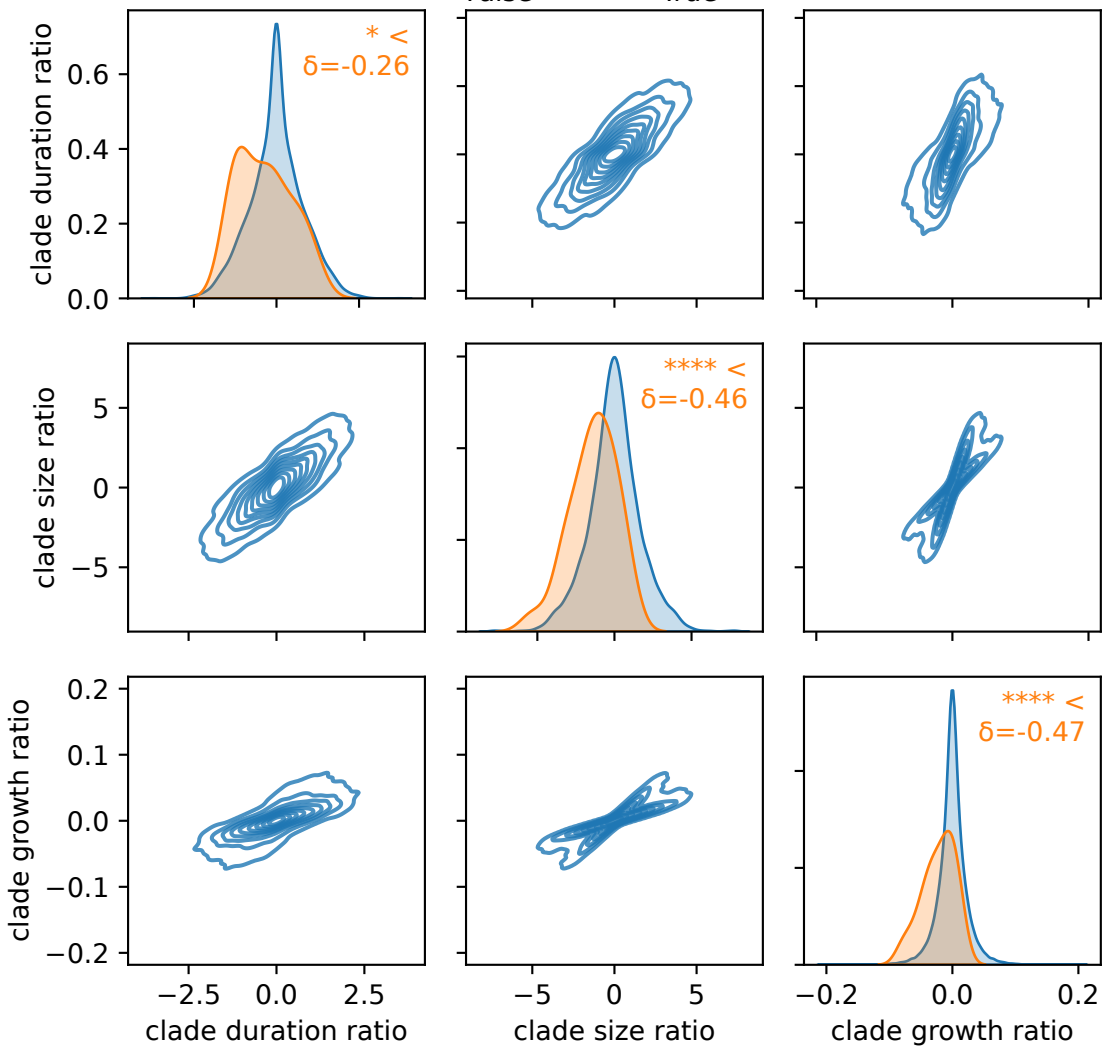 * <
δ=-0.26
clade duration ratio
0.6
0.4
0.2
0.0
**** <
δ=-0.46
clade size ratio
5
0
−5
**** <
δ=-0.47
clade growth ratio
0.2
0.1
0.0
−0.1
−0.2
−2.5 0.0 2.5
−5 0 5
−0.2 0.0 0.2
clade duration ratio
clade size ratio
clade growth ratio